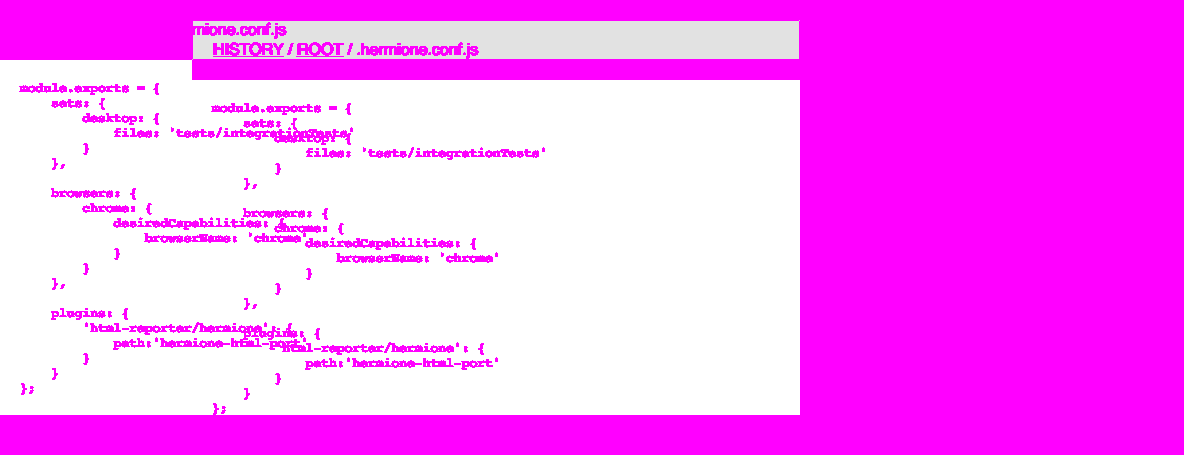 mione.conf.js
HISTORY / ROOT / .hermione.conf.js
module.exports = {
    sets: {
        desktop: {
            files: 'tests/integrationTests'
        }
    },

    browsers: {
        chrome: {
            desiredCapabilities: {
                browserName: 'chrome'
            }
        }
    },

    plugins: {
        'html-reporter/hermione': {
            path:'hermione-html-port'
        }
    }
};
module.exports = {
    sets: {
        desktop: {
            files: 'tests/integrationTests'
        }
    },

    browsers: {
        chrome: {
            desiredCapabilities: {
                browserName: 'chrome'
            }
        }
    },

    plugins: {
        'html-reporter/hermione': {
            path:'hermione-html-port'
        }
    }
};